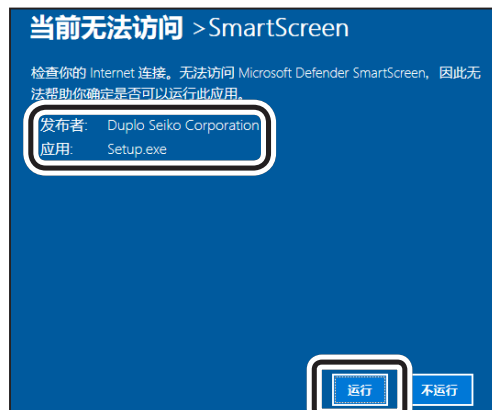 当前无法访问 >SmartScreen
检查你的 Internet 连接。无法访问 Microsoft Defender SmartScreen，因此无
法帮助你确定是否可以运行此应用。
发布者: Duplo Seiko Corporation
应用: Setup.exe
运行 不运行